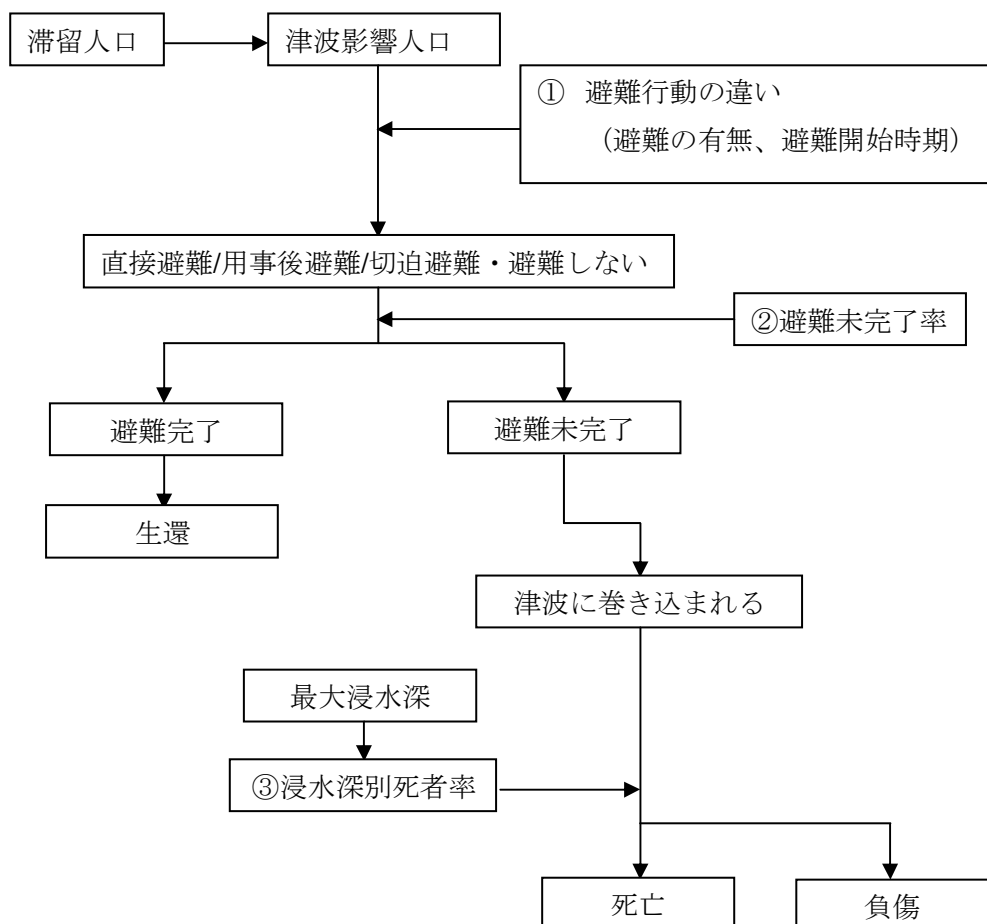 滞留人口
津波影響人口
① 避難行動の違い
（避難の有無、避難開始時期）
直接避難/用事後避難/切迫避難・避難しない
②避難未完了率
避難完了
避難未完了
生還
津波に巻き込まれる
最大浸水深
③浸水深別死者率
死亡
負傷